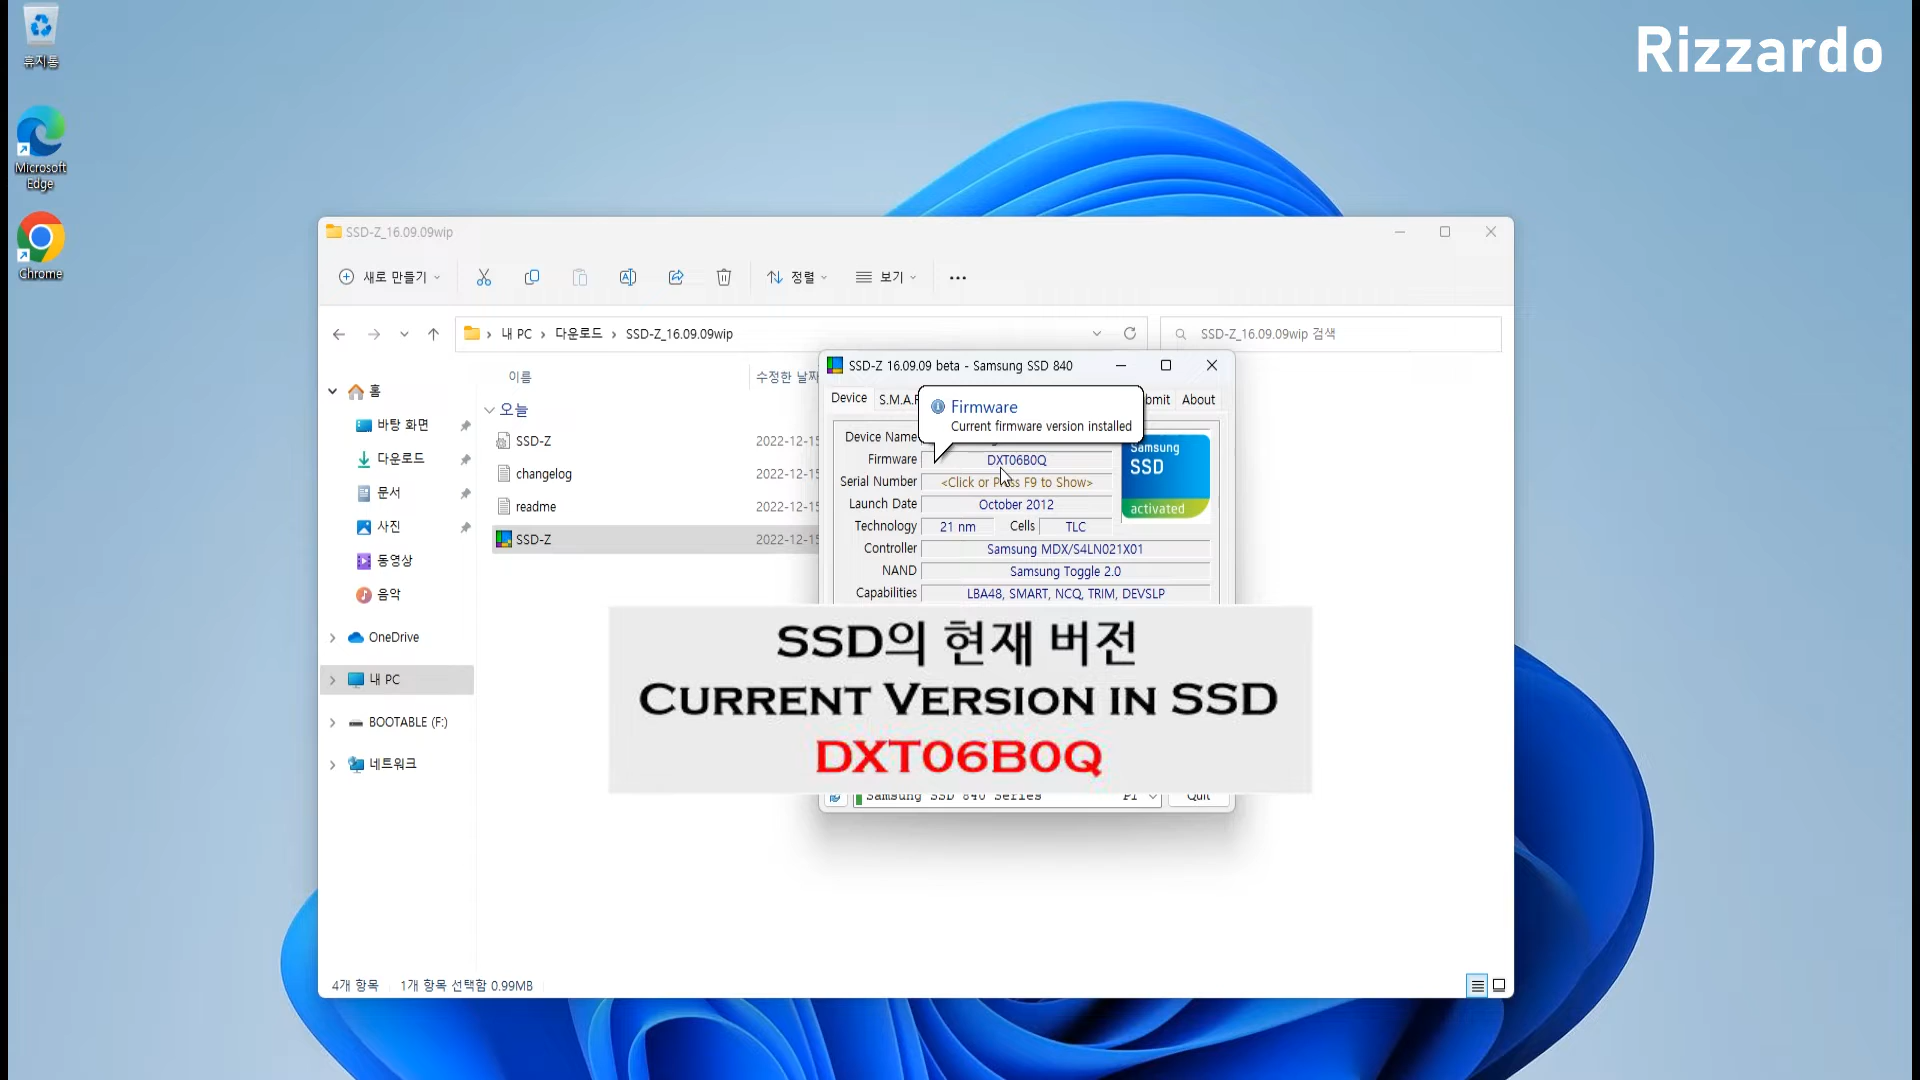 휴지통
Microsoft
Edge
Chrome
Rizzardo
SSD-Z_16.09.09wip
새로 만들기
정렬
보기
내 PC
다운로드
SSD-Z_16.09.09wip
SSD-Z_16.09.09wip 검색
홈
바탕 화면
다운로드
문서
사진
동영상
음악
OneDrive
내 PC
BOOTABLE (F:)
네트워크
이름
수정한 날짜
오늘
SSD-Z 2022-12-15
changelog 2022-12-15
readme 2022-12-15
SSD-Z 2022-12-15
SSD-Z 16.09.09 beta - Samsung SSD 840
Device
About
Firmware
Current firmware version installed
Device Name
Firmware DXT06B0Q
Serial Number <Click or Press F9 to Show>
Launch Date October 2012
Technology 21 nm Cells TLC
Controller Samsung MDX/S4LN021X01
NAND Samsung Toggle 2.0
Capabilities LBA48, SMART, NCQ, TRIM, DEVSLP
Samsung
SSD
activated
SSD의 현재 버전
CURRENT VERSION IN SSD
DXT06B0Q
Samsung SSD 840 Series
Quit
4개 항목
1개 항목 선택함 0.99MB